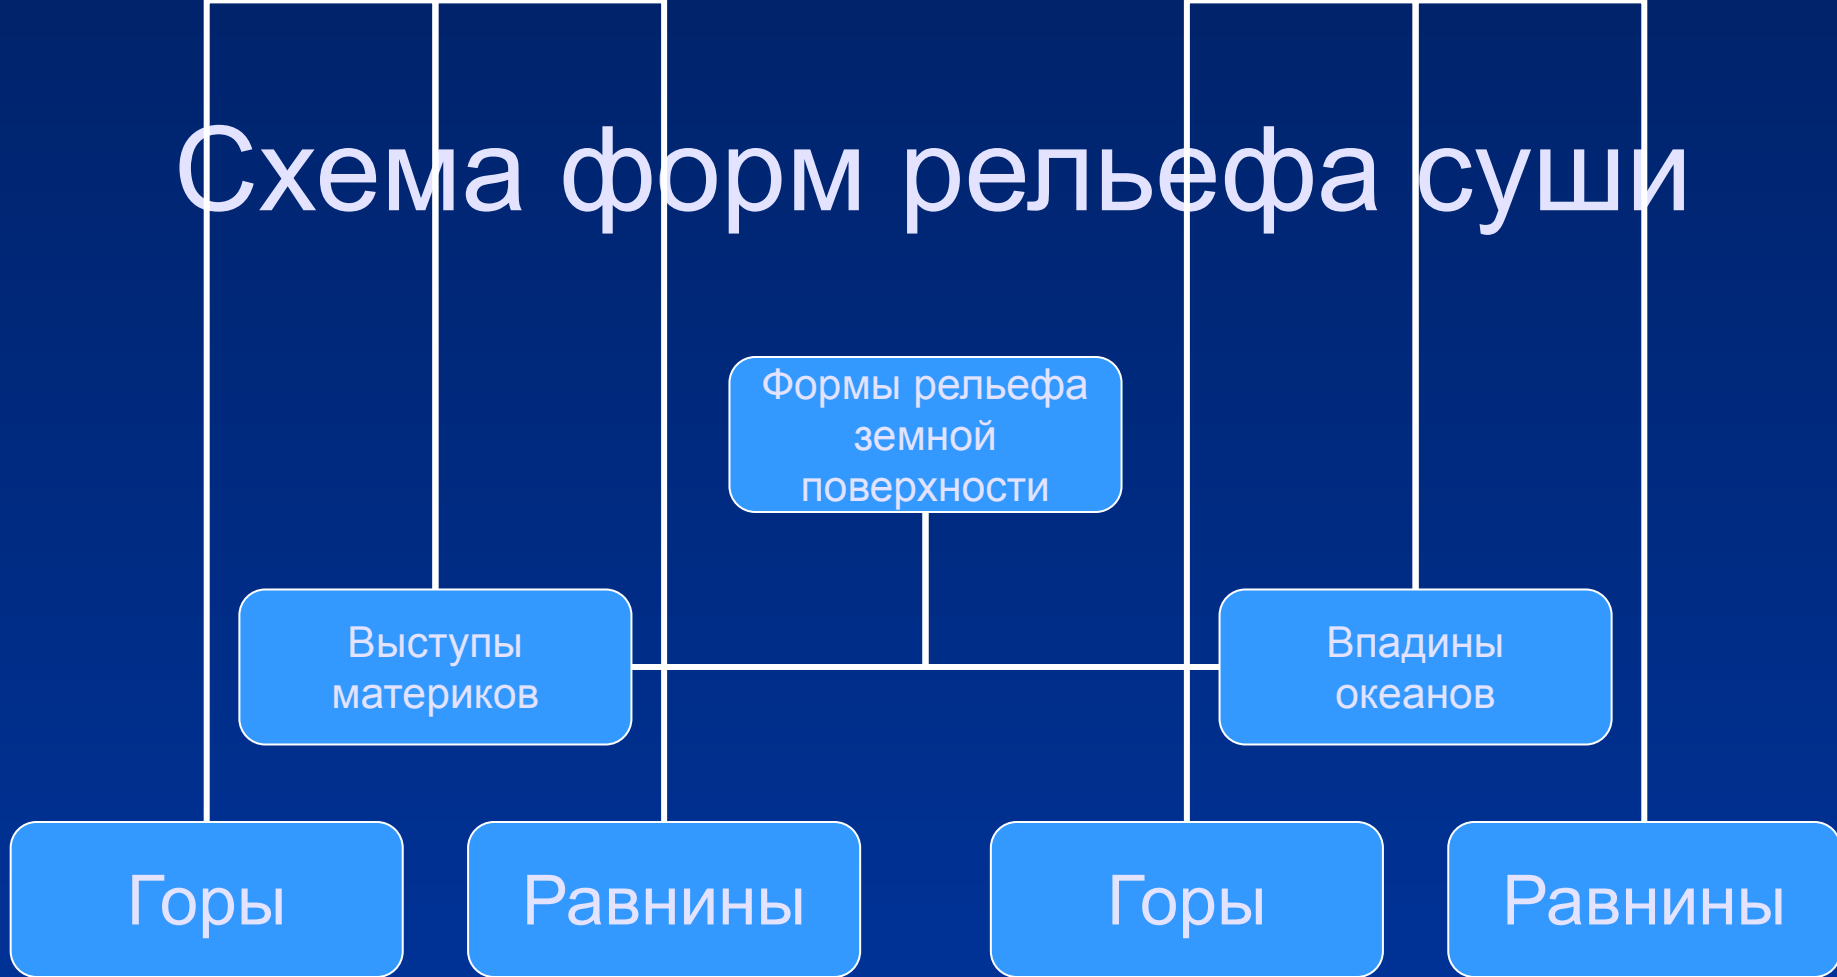 Схема форм рельефа суши
Формы рельефа
земной
поверхности
Выступы
материков
Впадины
океанов
Горы
Равнины
Горы
Равнины